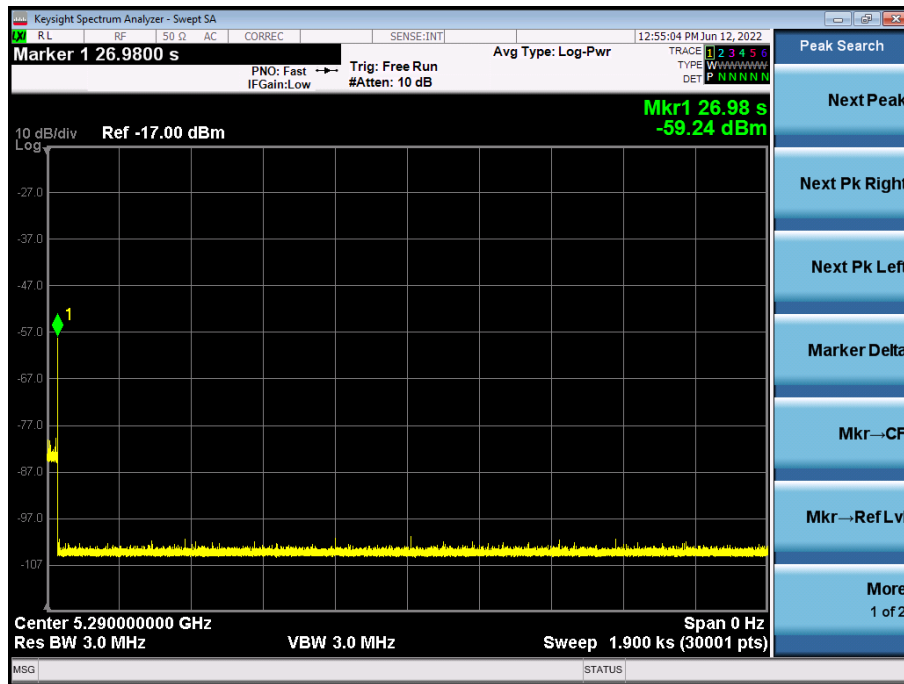 Keysight Spectrum Analyzer - Swept SA
LXI RL RF 50 Ω AC CORREC SENSE:INT 12:55:04 PM Jun 12, 2022
Marker 1 26.9800 s
PNO: Fast
IFGain:Low
Trig: Free Run
#Atten: 10 dB
Avg Type: Log-Pwr
TRACE 1 2 3 4 5 6
TYPE WWWWWW
DET P N N N N N
Mkr1 26.98 s
-59.24 dBm
10 dB/div Ref -17.00 dBm
Log
-27.0
-37.0
-47.0
1
-57.0
-67.0
-77.0
-87.0
-97.0
-107
Center 5.290000000 GHz Span 0 Hz
Res BW 3.0 MHz VBW 3.0 MHz Sweep 1.900 ks (30001 pts)
MSG STATUS
Peak Search
Next Peak
Next Pk Right
Next Pk Left
Marker Delta
Mkr→CF
Mkr→Ref Lvl
More
1 of 2